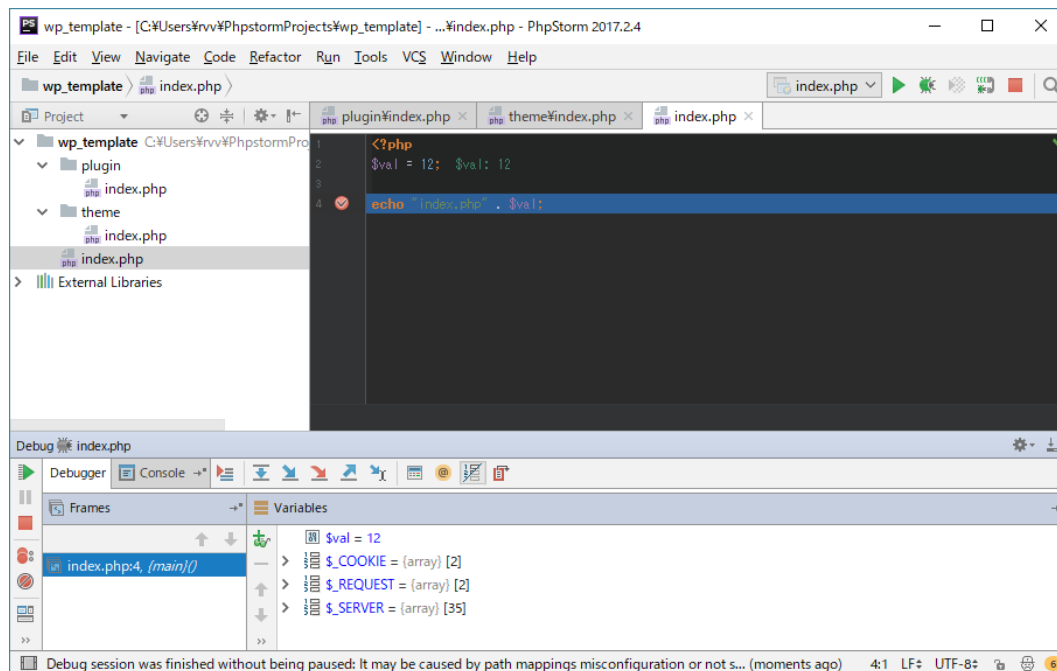 PS wp_template - [C:¥Users¥rvv¥PhpstormProjects¥wp_template] - ...¥index.php - PhpStorm 2017.2.4
File Edit View Navigate Code Refactor Run Tools VCS Window Help
wp_template index.php index.php
Project plugin¥index.php theme¥index.php index.php
wp_template C:¥Users¥rvv¥PhpstormPro
plugin
index.php
theme
index.php
index.php
External Libraries
1 <?php
2 $val = 12; $val: 12
3
4 echo "index.php" . $val;
Debug index.php
Debugger Console
Frames Variables
index.php:4, {main}()
$val = 12
$_COOKIE = {array} [2]
$_REQUEST = {array} [2]
$_SERVER = {array} [35]
Debug session was finished without being paused: It may be caused by path mappings misconfiguration or not s... (moments ago) 4:1 LF UTF-8 6